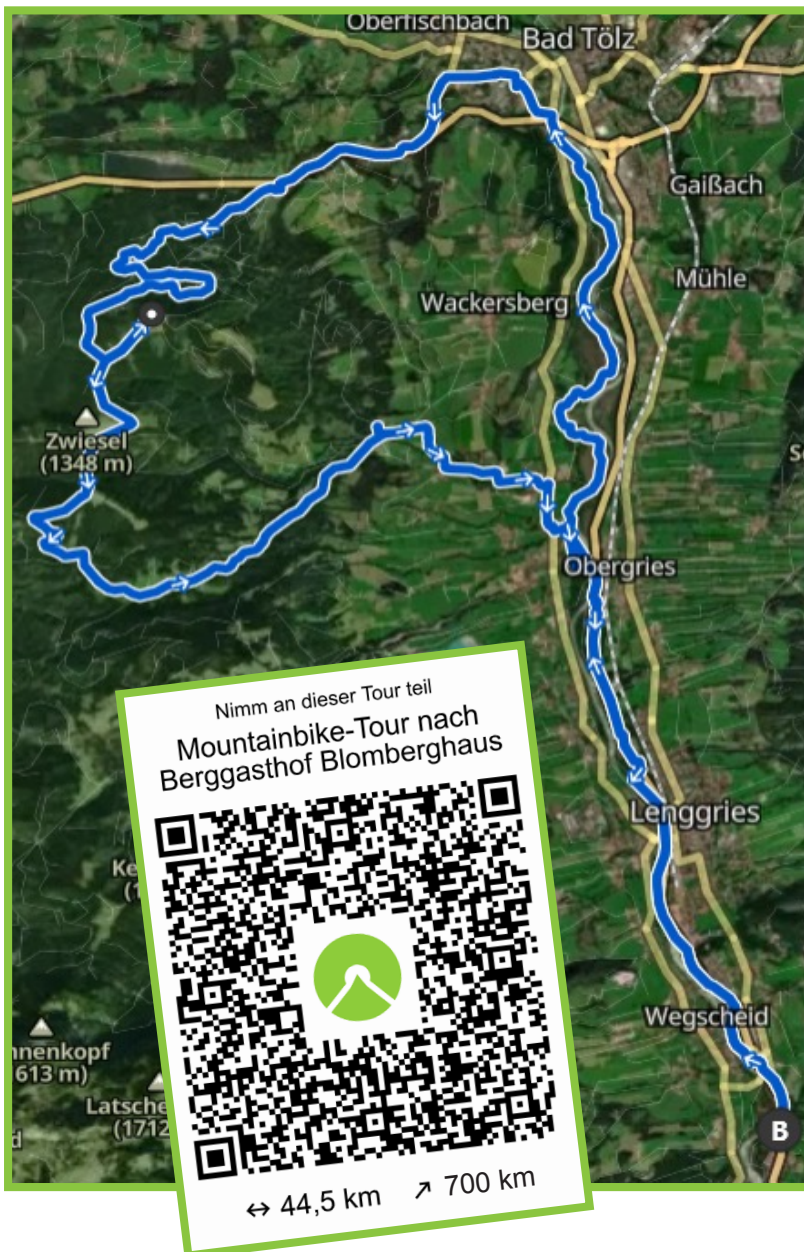 Oberfischbach
Bad Tölz
Gaißach
Mühle
Wackersberg
Zwiesel
(1348 m)
Obergries
Lenggries
Wegscheid
B
nnenkopf
613 m)
Latsche
(1712
Nimm an dieser Tour teil
Mountainbike-Tour nach
Berggasthof Blomberghaus
↔ 44,5 km ↗ 700 km